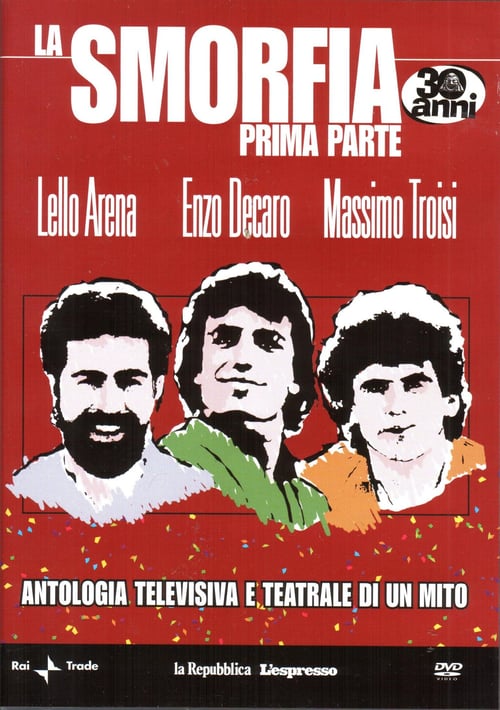 LA SMORFIA
30 anni
PRIMA PARTE
Lello Arena Enzo Decaro Massimo Troisi
ANTOLOGIA TELEVISIVA E TEATRALE DI UN MITO
Rai Trade la Repubblica L'espresso DVD VIDEO